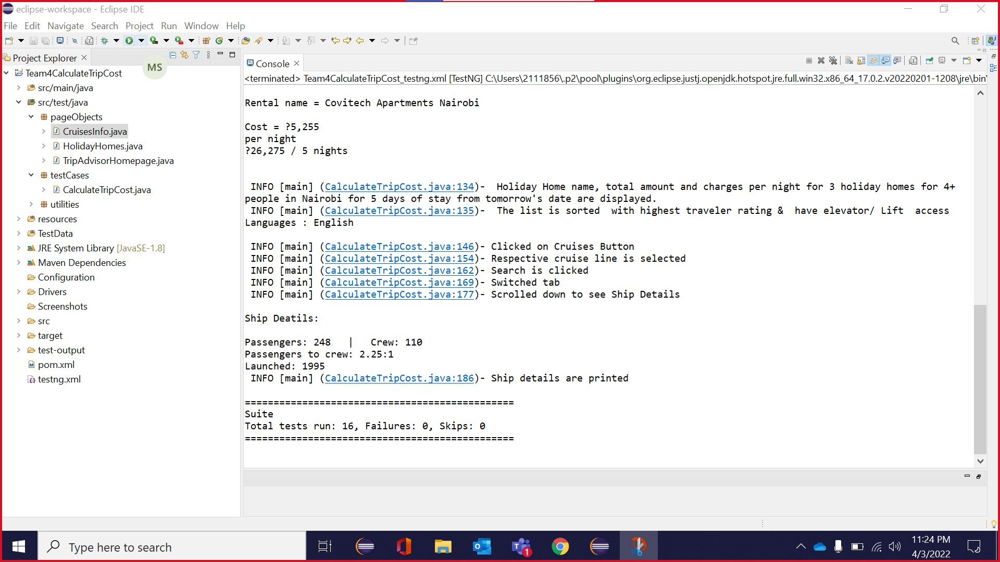 eclipse-workspace - Eclipse IDE
File Edit Navigate Search Project Run Window Help
Project Explorer
MS
Team4CalculateTripCost
src/main/java
src/test/java
pageObjects
CruisesInfo.java
HolidayHomes.java
TripAdvisorHomepage.java
testCases
CalculateTripCost.java
utilities
resources
TestData
JRE System Library [JavaSE-1.8]
Maven Dependencies
Configuration
Drivers
Screenshots
src
target
test-output
pom.xml
testng.xml
Console
<terminated> Team4CalculateTripCost_testng.xml [TestNG] C:\Users\2111856\.p2\pool\plugins\org.eclipse.justj.openjdk.hotspot.jre.full.win32.x86_64_17.0.2.v20220201-1208\jre\bin\
Rental name = Covitech Apartments Nairobi
Cost = ?5,255
per night
?26,275 / 5 nights
INFO [main] (CalculateTripCost.java:134)-  Holiday Home name, total amount and charges per night for 3 holiday homes for 4+
people in Nairobi for 5 days of stay from tomorrow's date are displayed.
INFO [main] (CalculateTripCost.java:135)-  The list is sorted  with highest traveler rating &  have elevator/ Lift  access
Languages : English
INFO [main] (CalculateTripCost.java:146)- Clicked on Cruises Button
INFO [main] (CalculateTripCost.java:154)- Respective cruise line is selected
INFO [main] (CalculateTripCost.java:162)- Search is clicked
INFO [main] (CalculateTripCost.java:169)- Switched tab
INFO [main] (CalculateTripCost.java:177)- Scrolled down to see Ship Details
Ship Deatils:
Passengers: 248   |   Crew: 110
Passengers to crew: 2.25:1
Launched: 1995
INFO [main] (CalculateTripCost.java:186)- Ship details are printed
===============================================
Suite
Total tests run: 16, Failures: 0, Skips: 0
===============================================
Type here to search
1
11:24 PM
4/3/2022